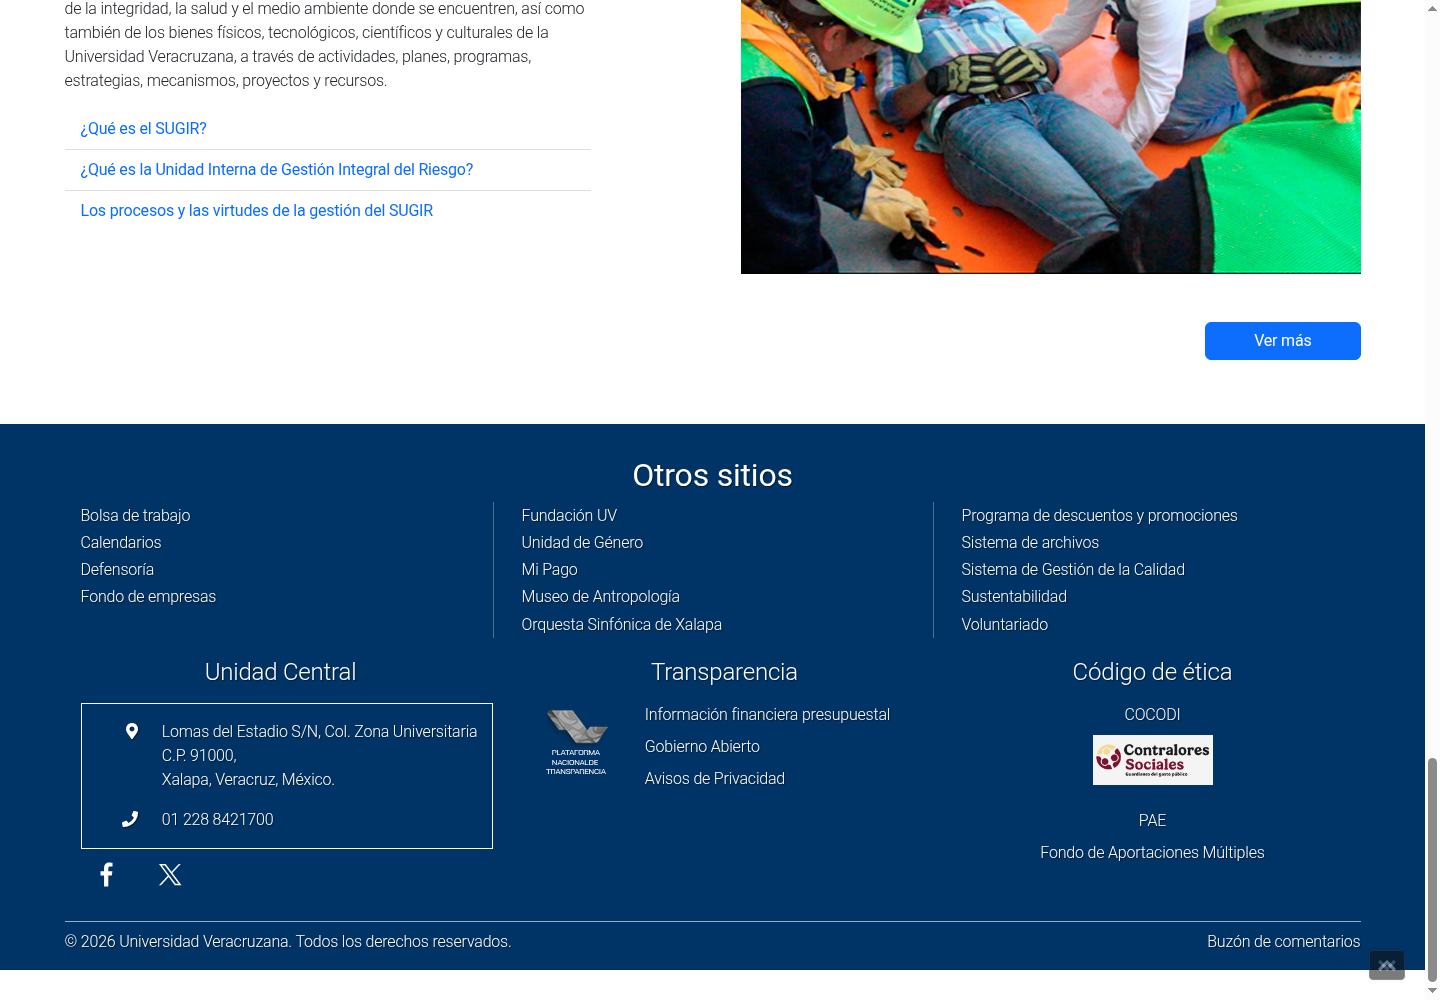 de la integridad, la salud y el medio ambiente donde se encuentren, así como
también de los bienes físicos, tecnológicos, científicos y culturales de la
Universidad Veracruzana, a través de actividades, planes, programas,
estrategias, mecanismos, proyectos y recursos.
¿Qué es el SUGIR?
¿Qué es la Unidad Interna de Gestión Integral del Riesgo?
Los procesos y las virtudes de la gestión del SUGIR
Ver más
Otros sitios
Bolsa de trabajo
Calendarios
Defensoría
Fondo de empresas
Fundación UV
Unidad de Género
Mi Pago
Museo de Antropología
Orquesta Sinfónica de Xalapa
Programa de descuentos y promociones
Sistema de archivos
Sistema de Gestión de la Calidad
Sustentabilidad
Voluntariado
Unidad Central
Lomas del Estadio S/N, Col. Zona Universitaria
C.P. 91000,
Xalapa, Veracruz, México.
01 228 8421700
Transparencia
PLATAFORMA
NACIONAL DE
TRANSPARENCIA
Información financiera presupuestal
Gobierno Abierto
Avisos de Privacidad
Código de ética
COCODI
Contralores
Sociales
Guardianes del gasto público
PAE
Fondo de Aportaciones Múltiples
© 2026 Universidad Veracruzana. Todos los derechos reservados.
Buzón de comentarios